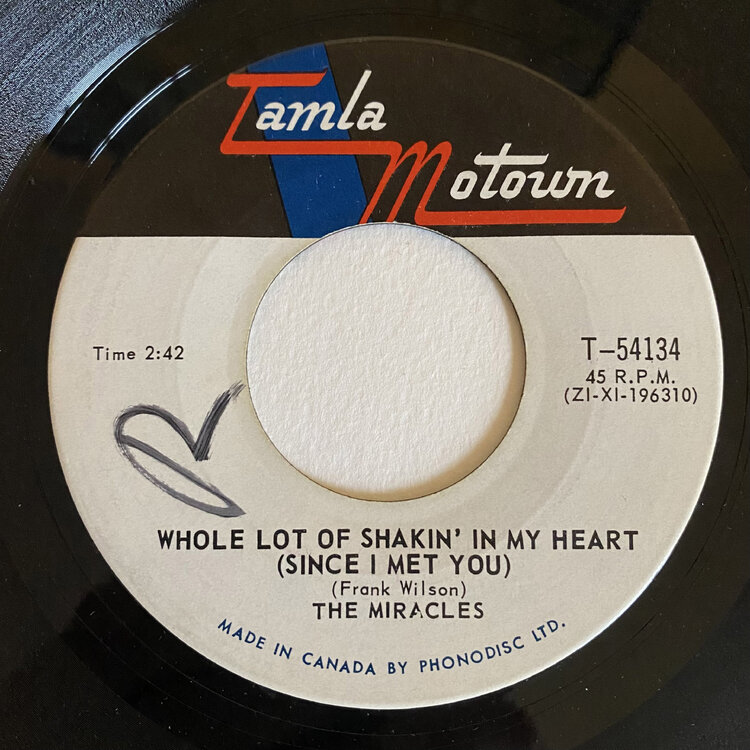 Tamla
Motown
Time 2:42
T-54134
45 R.P.M.
(ZI-XI-196310)
WHOLE LOT OF SHAKIN' IN MY HEART
(SINCE I MET YOU)
(Frank Wilson)
THE MIRACLES
MADE IN CANADA BY PHONODISC LTD.